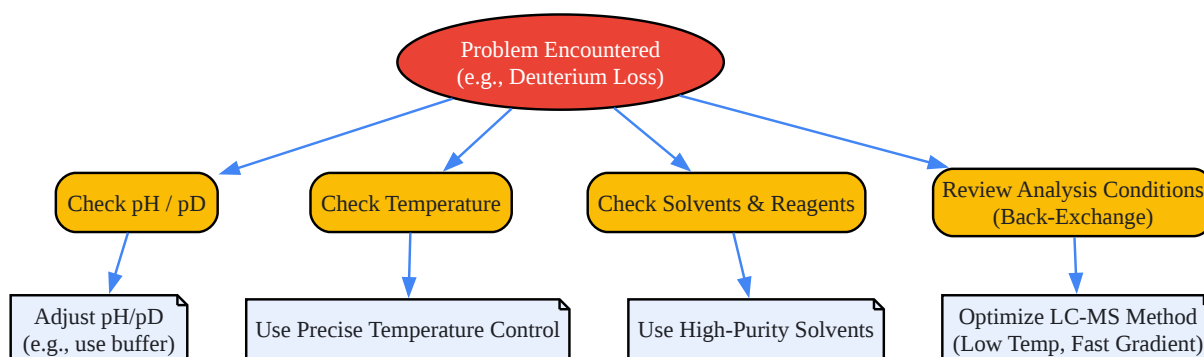 Problem Encountered
(e.g., Deuterium Loss)
Check pH / pD
Check Temperature
Check Solvents & Reagents
Review Analysis Conditions
(Back-Exchange)
Adjust pH/pD
(e.g., use buffer)
Use Precise Temperature Control
Use High-Purity Solvents
Optimize LC-MS Method
(Low Temp, Fast Gradient)